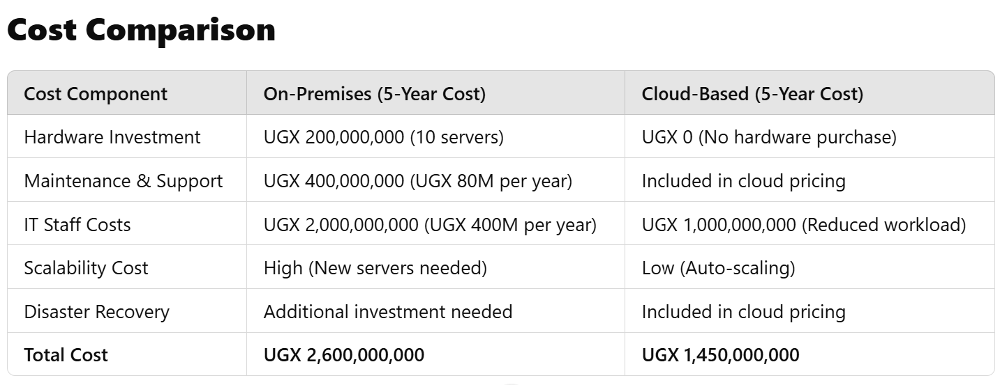 Cost Comparison
Cost Component On-Premises (5-Year Cost) Cloud-Based (5-Year Cost)
Hardware Investment UGX 200,000,000 (10 servers) UGX 0 (No hardware purchase)
Maintenance & Support UGX 400,000,000 (UGX 80M per year) Included in cloud pricing
IT Staff Costs UGX 2,000,000,000 (UGX 400M per year) UGX 1,000,000,000 (Reduced workload)
Scalability Cost High (New servers needed) Low (Auto-scaling)
Disaster Recovery Additional investment needed Included in cloud pricing
Total Cost UGX 2,600,000,000 UGX 1,450,000,000